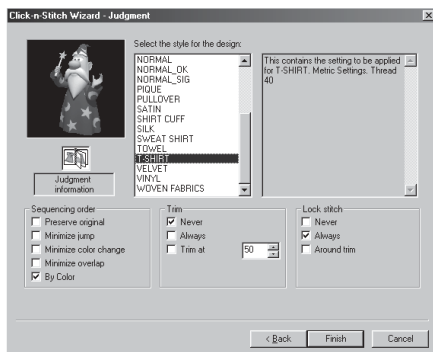 Click-n-Stitch Wizard - Judgment
Select the style for the design:
NORMAL
NORMAL_OK
NORMAL_SIG
PIQUE
PULLOVER
SATIN
SHIRT CUFF
SILK
SWEAT SHIRT
TOWEL
T-SHIRT
VELVET
VINYL
WOVEN FABRICS
This contains the setting to be applied
for T-SHIRT. Metric Settings. Thread
40
Judgment
information
Sequencing order
Preserve original
Minimize jump
Minimize color change
Minimize overlap
By Color
Trim
Never
Always
Trim at
50
Lock stitch
Never
Always
Around trim
< Back
Finish
Cancel